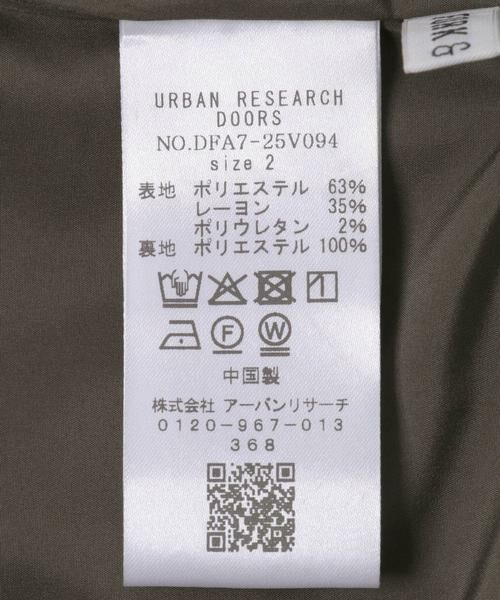 URBAN RESEARCH
DOORS
NO.DFA7-25V094
size 2
表地 ポリエステル 63%
レーヨン 35%
ポリウレタン 2%
裏地 ポリエステル 100%
F W
中国製
株式会社 アーバンリサーチ
0120-967-013
368